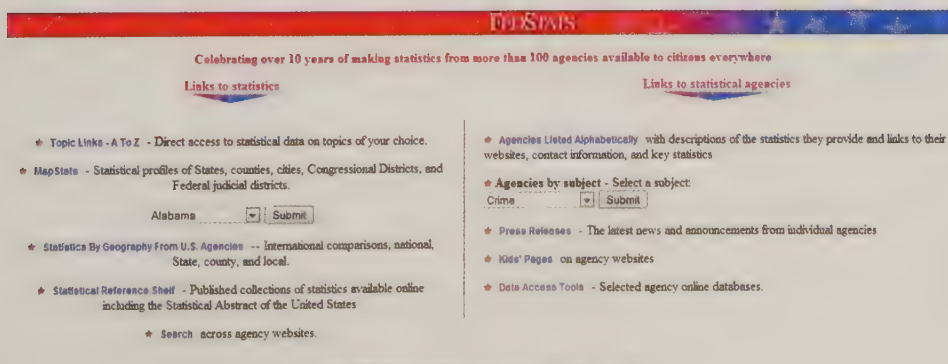 FEDSTATS
Celebrating over 10 years of making statistics from more than 100 agencies available to citizens everywhere
Links to statistics
Topic Links - A To Z - Direct access to statistical data on topics of your choice.
MapStats - Statistical profiles of States, counties, cities, Congressional Districts, and
Federal judicial districts.
Alabama Submit
Statistics By Geography From U.S. Agencies -- International comparisons, national,
State, county, and local.
Statistical Reference Shelf - Published collections of statistics available online
including the Statistical Abstract of the United States
Search across agency websites.
Links to statistical agencies
Agencies Listed Alphabetically with descriptions of the statistics they provide and links to their
websites, contact information, and key statistics
Agencies by subject - Select a subject:
Crime Submit
Press Releases - The latest news and announcements from individual agencies
Kids' Pages on agency websites
Data Access Tools - Selected agency online databases.